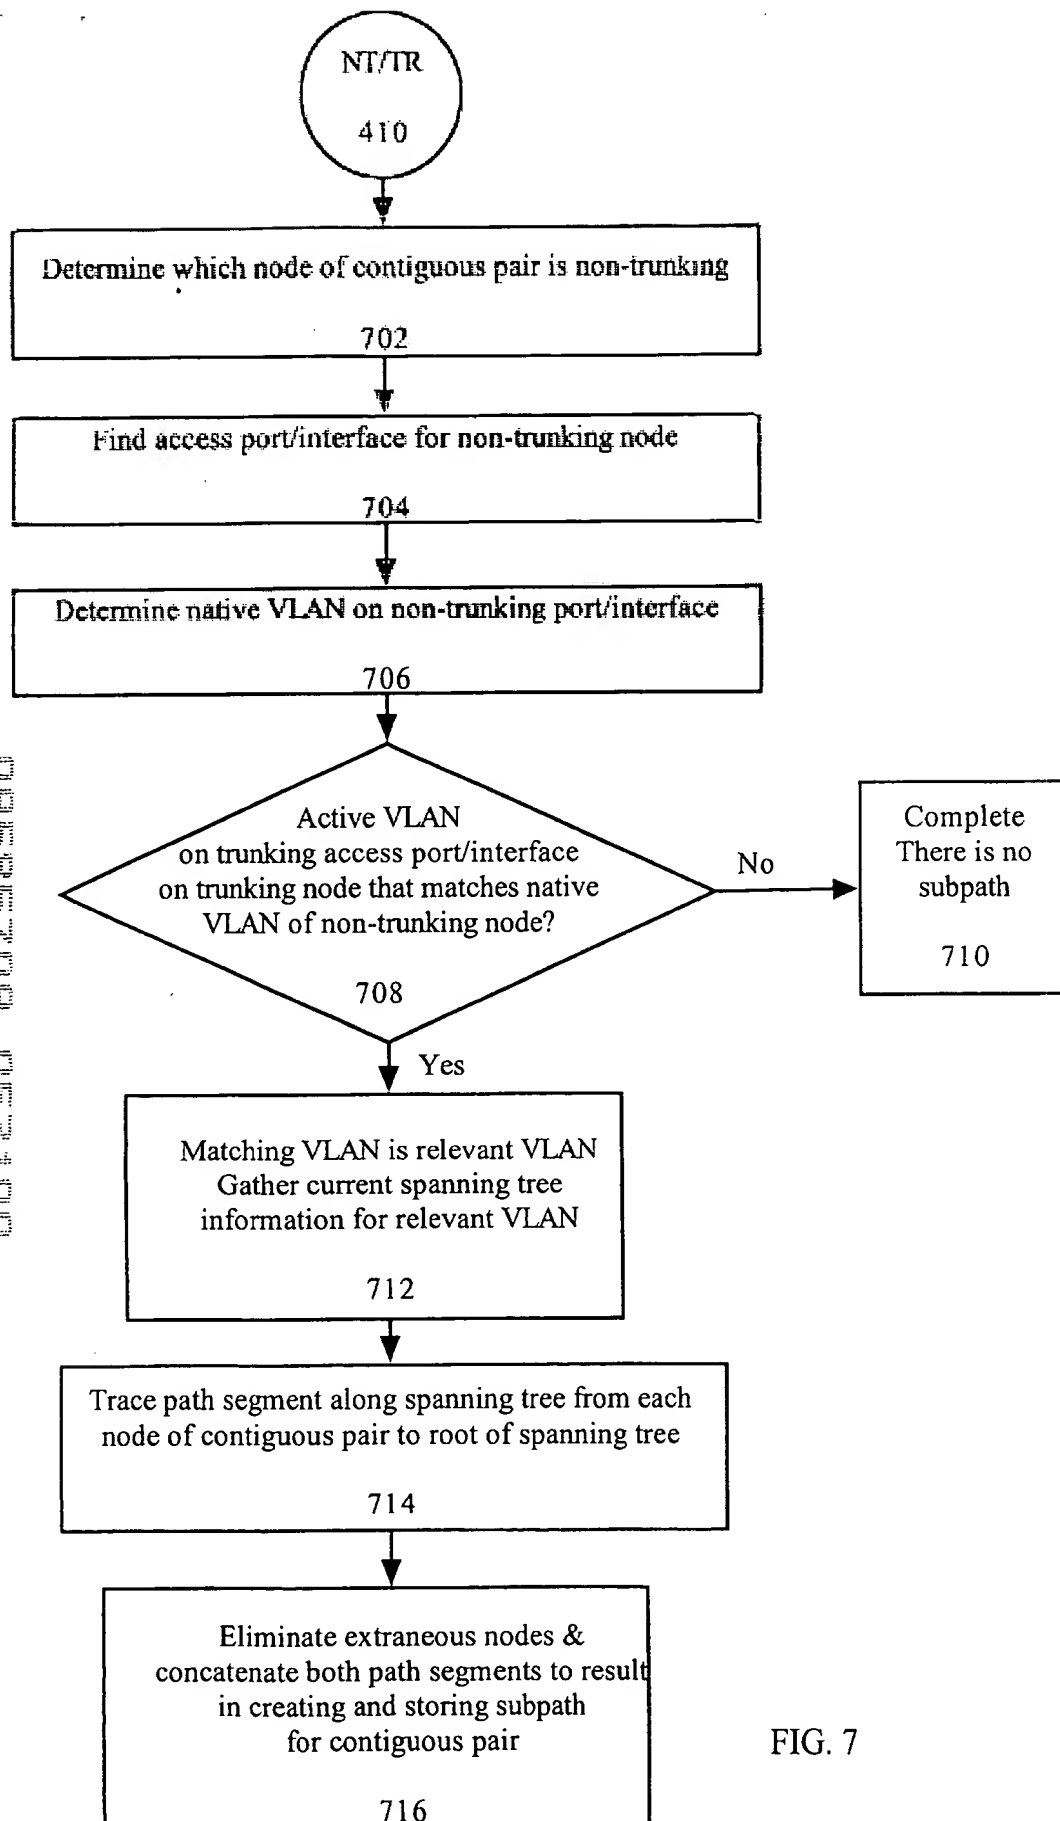 NT/TR
410
Determine which node of contiguous pair is non-trunking
702
Find access port/interface for non-trunking node
704
Determine native VLAN on non-trunking port/interface
706
Active VLAN
on trunking access port/interface
on trunking node that matches native
VLAN of non-trunking node?
708
No
Complete
There is no
subpath
710
Yes
Matching VLAN is relevant VLAN
Gather current spanning tree
information for relevant VLAN
712
Trace path segment along spanning tree from each
node of contiguous pair to root of spanning tree
714
Eliminate extraneous nodes &
concatenate both path segments to result
in creating and storing subpath
for contiguous pair
716
FIG. 7